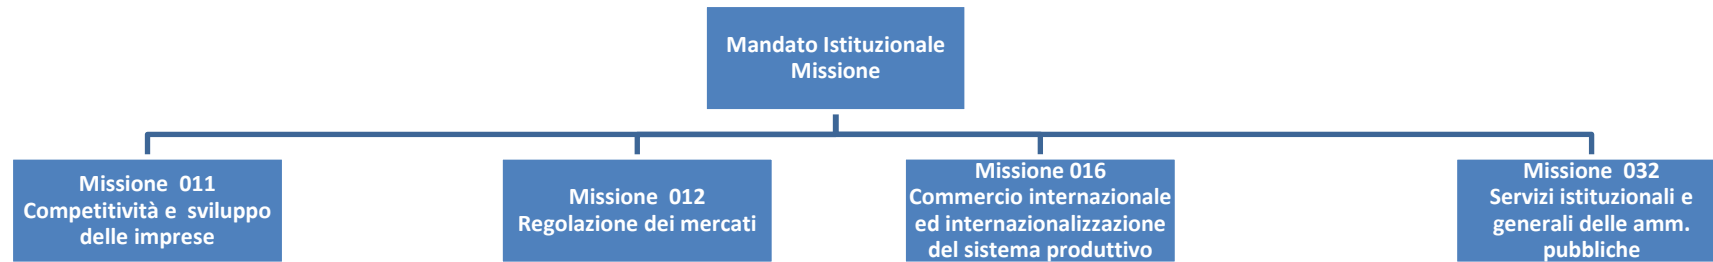 Mandato Istituzionale
Missione
Missione  011
Competitività e  sviluppo
delle imprese
Missione  012
Regolazione dei mercati
Missione 016
Commercio internazionale
ed internazionalizzazione
del sistema produttivo
Missione  032
Servizi istituzionali e
generali delle amm.
pubbliche